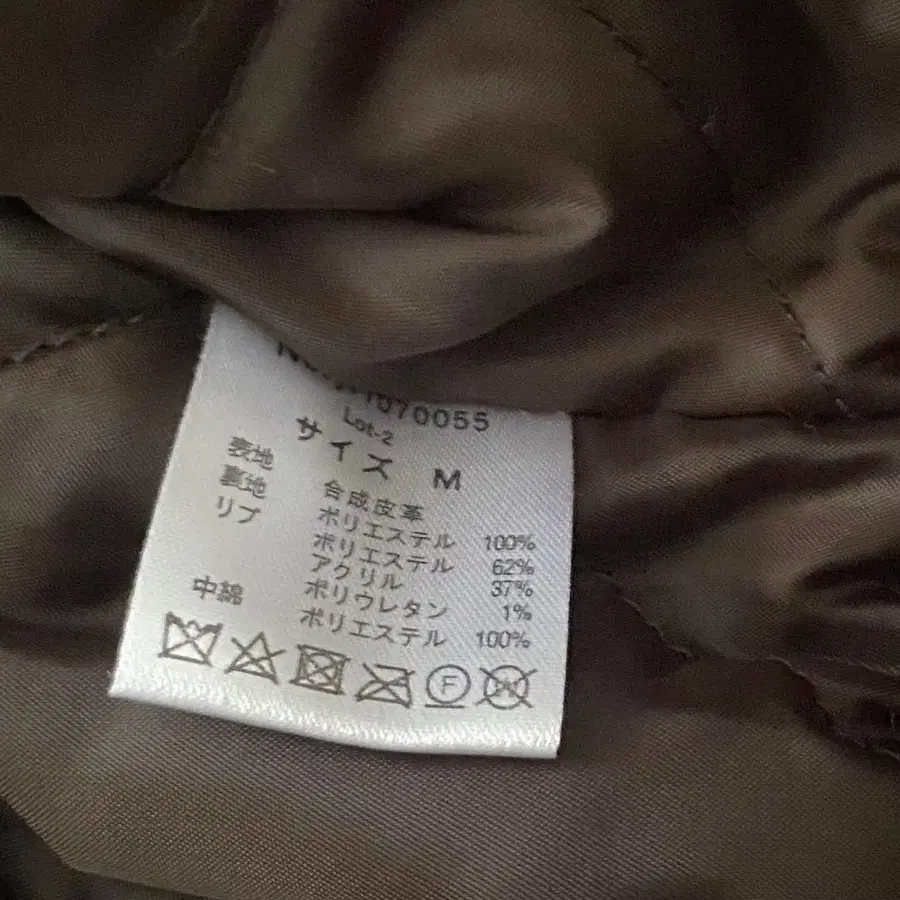 1070055
Lot-2
サイズ M
表地 合成皮革
裏地 ポリエステル 100%
リブ ポリエステル 62%
アクリル 37%
ポリウレタン 1%
中綿 ポリエステル 100%
F
W